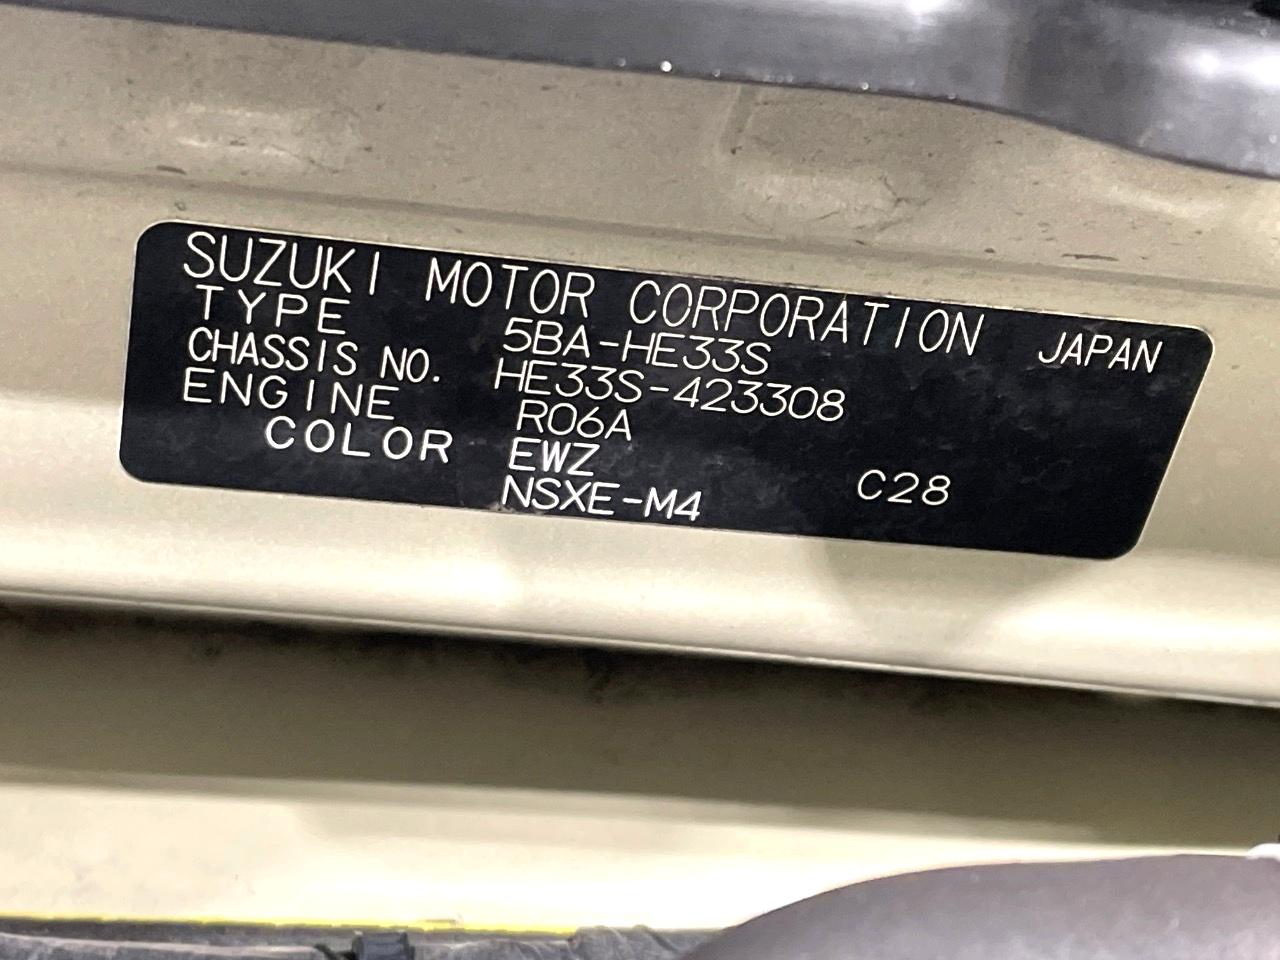 SUZUKI MOTOR CORPORATION JAPAN
TYPE 5BA-HE33S
CHASSIS NO. HE33S-423308
ENGINE R06A
COLOR EWZ C28
NSXE-M4